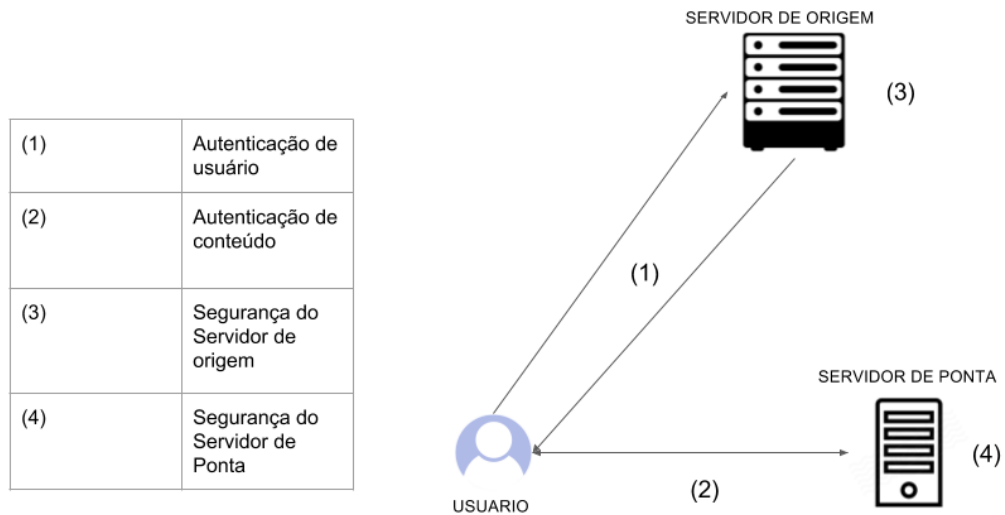 (1)
Autenticação de
usuário
(2)
Autenticação de
conteúdo
(3)
Segurança do
Servidor de
origem
(4)
Segurança do
Servidor de
Ponta
SERVIDOR DE ORIGEM
(3)
(1)
SERVIDOR DE PONTA
(4)
(2)
USUARIO